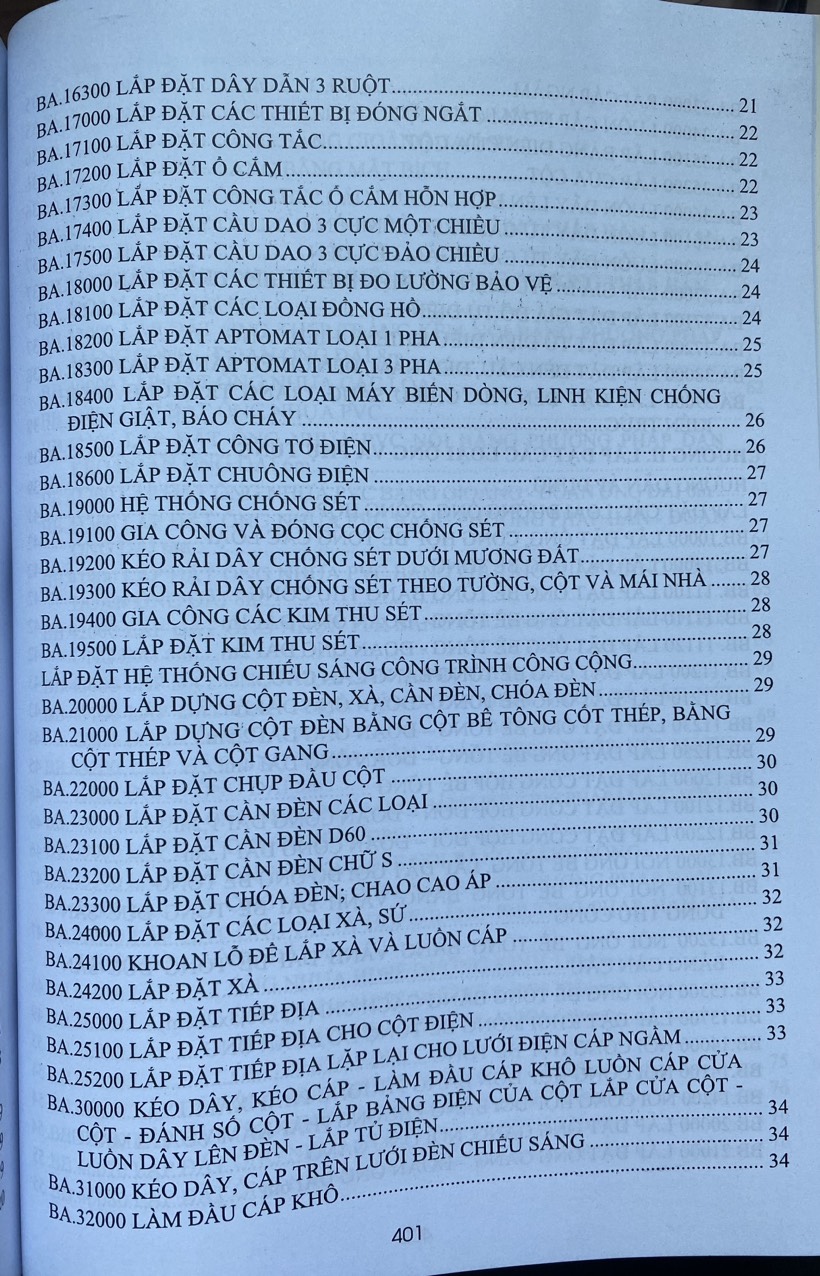 BA.16300 LẮP ĐẶT DÂY DẪN 3 RUỘT........ 21
BA.17000 LẮP ĐẶT CÁC THIẾT BỊ ĐÓNG NGẮT ........ 22
BA.17100 LẮP ĐẶT CÔNG TẮC........ 22
BA.17200 LẮP ĐẶT Ổ CẮM ........ 22
BA.17300 LẮP ĐẶT CÔNG TẮC Ổ CẮM HỖN HỢP........ 23
BA.17400 LẮP ĐẶT CẦU DAO 3 CỰC MỘT CHIỀU ........ 23
BA.17500 LẮP ĐẶT CẦU DAO 3 CỰC ĐẢO CHIỀU ........ 24
BA.18000 LẮP ĐẶT CÁC THIẾT BỊ ĐO LƯỜNG BẢO VỆ ........ 24
BA.18100 LẮP ĐẶT CÁC LOẠI ĐỒNG HỒ........ 24
BA.18200 LẮP ĐẶT APTOMAT LOẠI 1 PHA ........ 25
BA.18300 LẮP ĐẶT APTOMAT LOẠI 3 PHA ........ 25
BA.18400 LẮP ĐẶT CÁC LOẠI MÁY BIẾN DÒNG, LINH KIỆN CHỐNG
ĐIỆN GIẬT, BÁO CHÁY ........ 26
BA.18500 LẮP ĐẶT CÔNG TƠ ĐIỆN ........ 26
BA.18600 LẮP ĐẶT CHUÔNG ĐIỆN ........ 27
BA.19000 HỆ THỐNG CHỐNG SÉT ........ 27
BA.19100 GIA CÔNG VÀ ĐÓNG CỌC CHỐNG SÉT ........ 27
BA.19200 KÉO RẢI DÂY CHỐNG SÉT DƯỚI MƯƠNG ĐẤT........ 27
BA.19300 KÉO RẢI DÂY CHỐNG SÉT THEO TƯỜNG, CỘT VÀ MÁI NHÀ ....... 28
BA.19400 GIA CÔNG CÁC KIM THU SÉT........ 28
BA.19500 LẮP ĐẶT KIM THU SÉT........ 28
LẮP ĐẶT HỆ THỐNG CHIẾU SÁNG CÔNG TRÌNH CÔNG CỘNG........ 29
BA.20000 LẮP DỰNG CỘT ĐÈN, XÀ, CẦN ĐÈN, CHÓA ĐÈN........ 29
BA.21000 LẮP DỰNG CỘT ĐÈN BẰNG CỘT BÊ TÔNG CỐT THÉP, BẰNG
CỘT THÉP VÀ CỘT GANG........ 29
BA.22000 LẮP ĐẶT CHỤP ĐẦU CỘT ........ 30
BA.23000 LẮP ĐẶT CẦN ĐÈN CÁC LOẠI ........ 30
BA.23100 LẮP ĐẶT CẦN ĐÈN D60 ........ 30
BA.23200 LẮP ĐẶT CẦN ĐÈN CHỮ S ........ 31
BA.23300 LẮP ĐẶT CHÓA ĐÈN; CHAO CAO ÁP ........ 31
BA.24000 LẮP ĐẶT CÁC LOẠI XÀ, SỨ ........ 32
BA.24100 KHOAN LỖ ĐỂ LẮP XÀ VÀ LUỒN CÁP ........ 32
BA.24200 LẮP ĐẶT XÀ ........ 32
BA.25000 LẮP ĐẶT TIẾP ĐỊA ........ 33
BA.25100 LẮP ĐẶT TIẾP ĐỊA CHO CỘT ĐIỆN ........ 33
BA.25200 LẮP ĐẶT TIẾP ĐỊA LẶP LẠI CHO LƯỚI ĐIỆN CÁP NGẦM ........ 33
BA.30000 KÉO DÂY, KÉO CÁP - LÀM ĐẦU CÁP KHÔ LUỒN CÁP CỬA
CỘT - ĐÁNH SỐ CỘT - LẮP BẢNG ĐIỆN CỦA CỘT LẮP CỬA CỘT -
LUỒN DÂY LÊN ĐÈN - LẮP TỦ ĐIỆN........ 34
BA.31000 KÉO DÂY, CÁP TRÊN LƯỚI ĐÈN CHIẾU SÁNG ........ 34
BA.32000 LÀM ĐẦU CÁP KHÔ........ 34
401